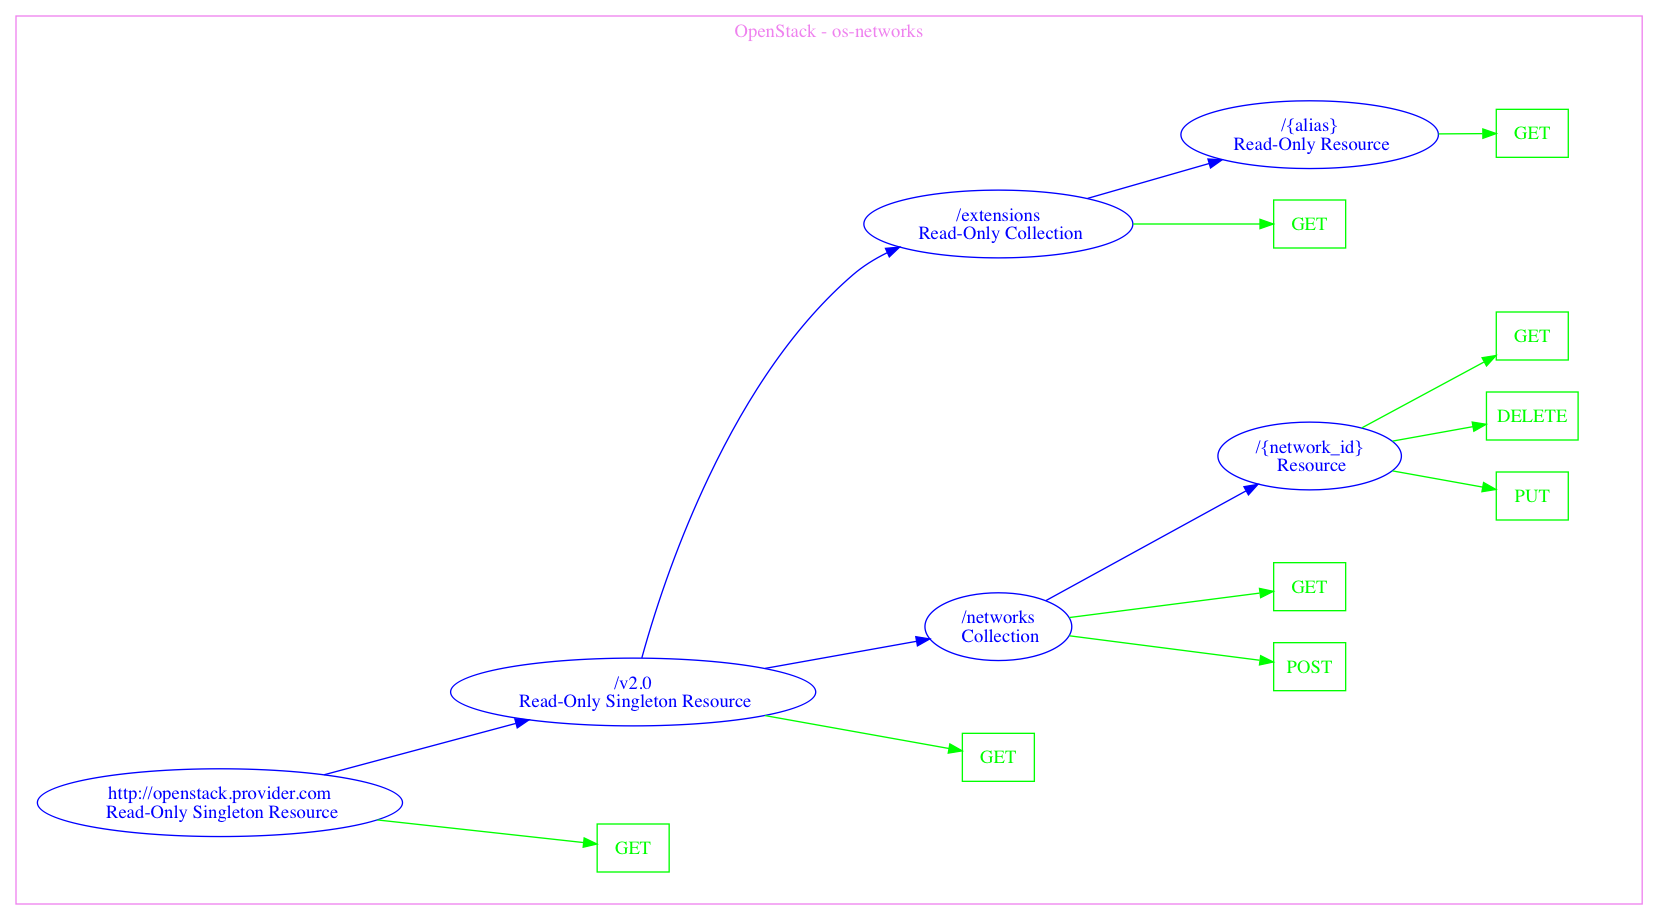 OpenStack - os-networks
/{alias}
Read-Only Resource
GET
/extensions
Read-Only Collection
GET
GET
DELETE
/{network_id}
Resource
PUT
GET
/networks
Collection
POST
/v2.0
Read-Only Singleton Resource
GET
http://openstack.provider.com
Read-Only Singleton Resource
GET